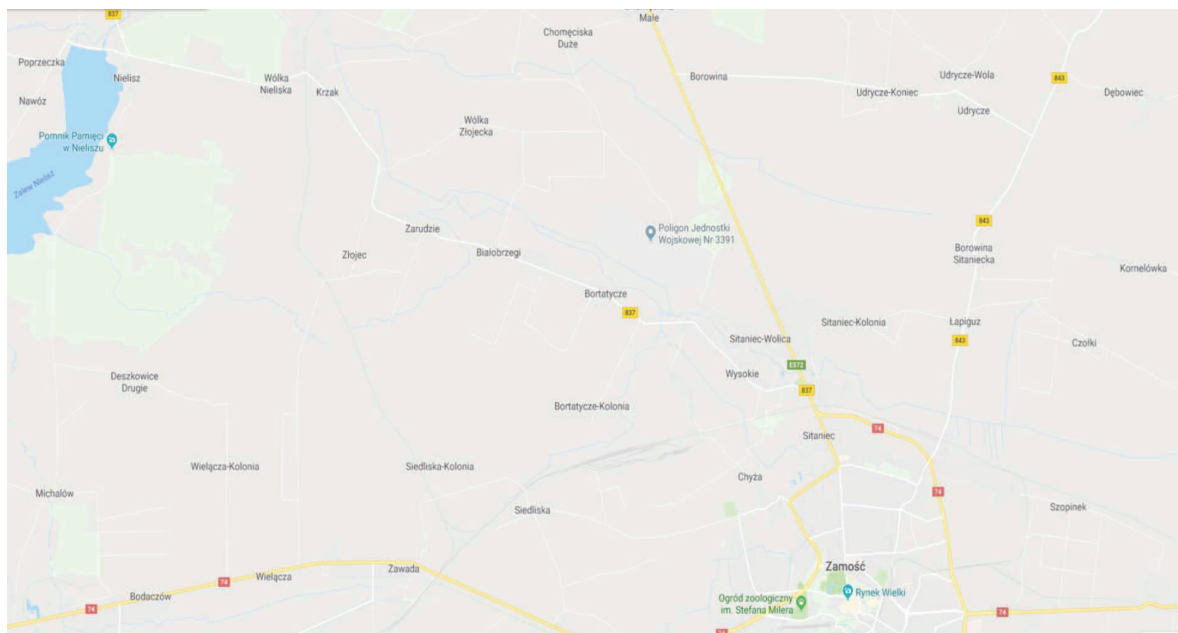 837
Małe
Chomęciska
Duże
Poprzeczka
Nielisz
Wólka
Nieliska
Krzak
Borowina
Udrycze-Wola
843
Udrycze-Koniec
Dębowiec
Nawóz
Udrycze
Wólka
Złojecka
Pomnik Pamięci
w Nieliszu
Zalew Nielisz
843
Zarudzie
Poligon Jednostki
Wojskowej Nr 3391
Złojec
Białobrzegi
Borowina
Sitaniecka
Kornelówka
Bortatycze
837
Sitaniec-Kolonia
Łapiguz
Sitaniec-Wolica
843
Czołki
E372
Deszkowice
Drugie
Wysokie
837
Bortatycze-Kolonia
74
Sitaniec
Wielącza-Kolonia
Siedliska-Kolonia
Chyża
Michalów
74
Siedliska
Szopinek
Zamość
Zawada
Wielącza
74
Bodaczów
74
Ogród zoologiczny
im. Stefana Milera
Rynek Wielki
74
74